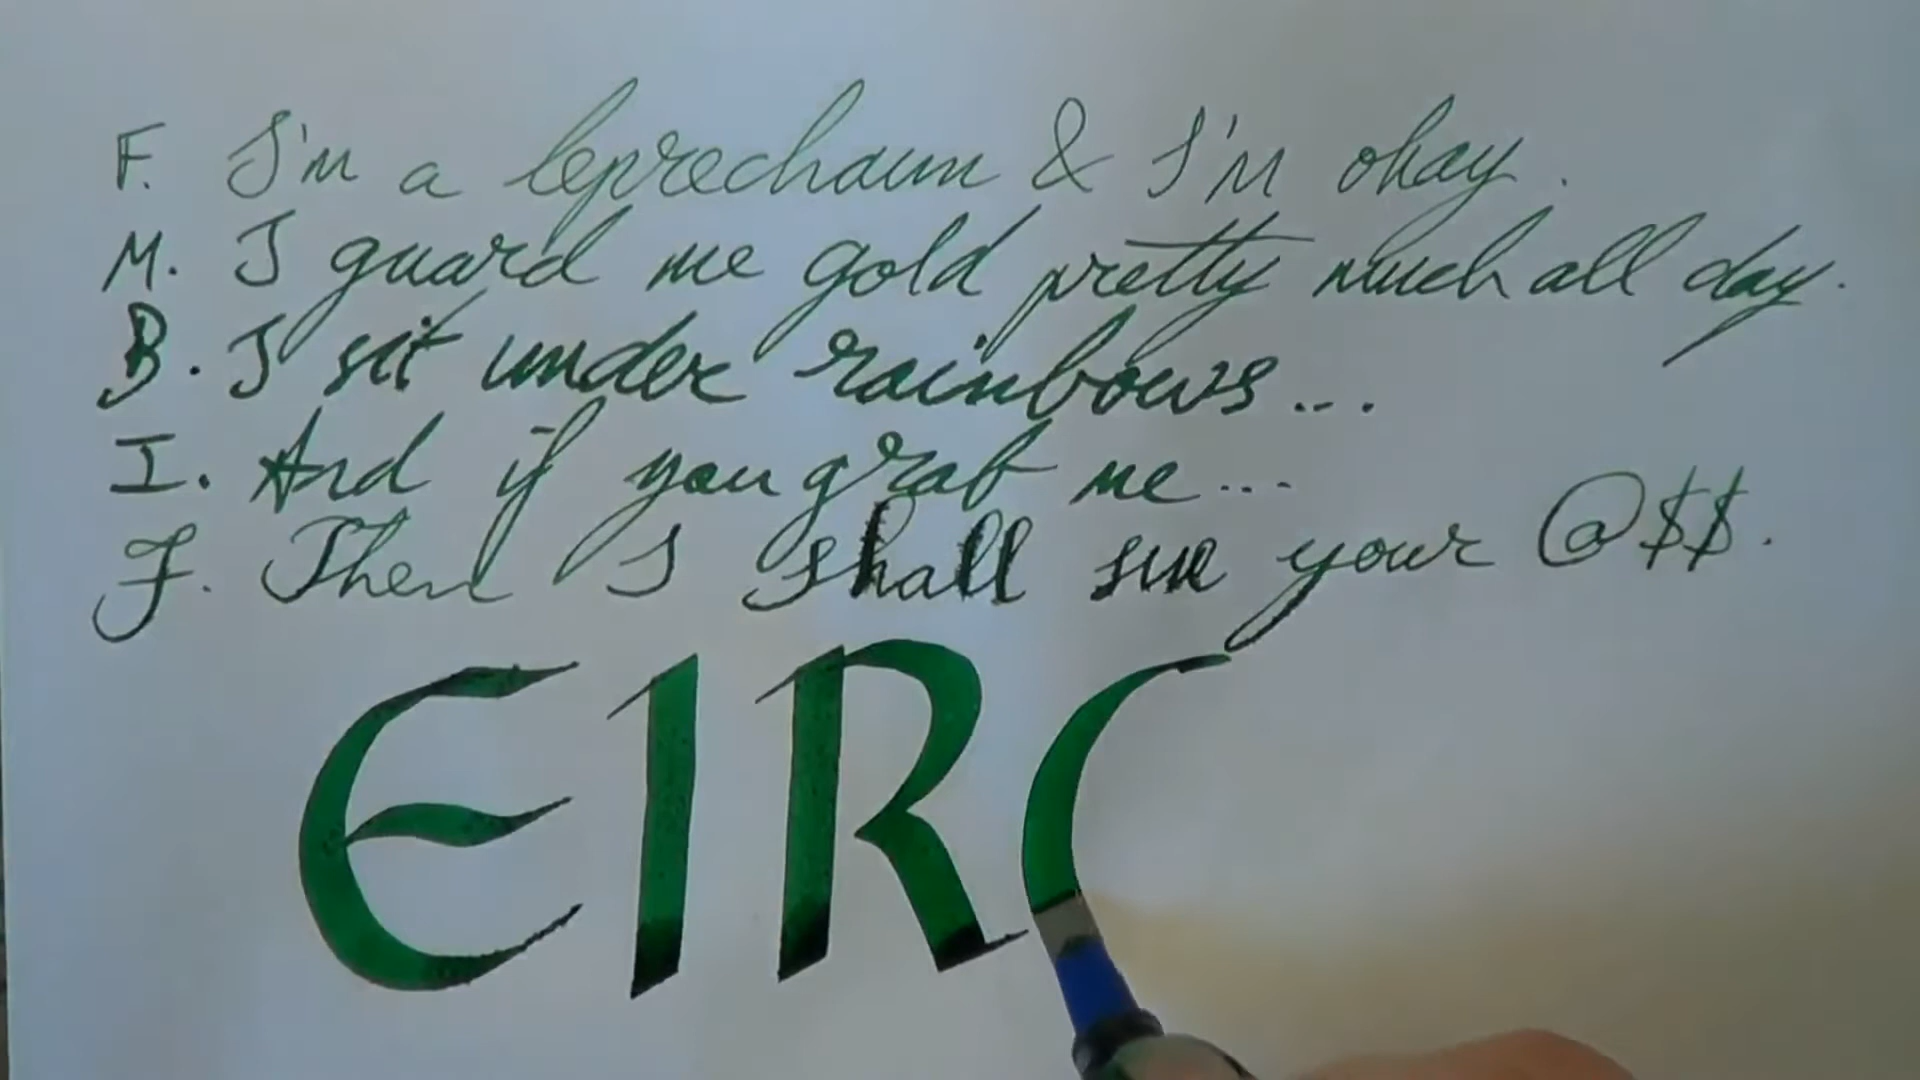 F. I'm a leprechaun & I'm okay.
M. I guard me gold pretty much all day.
B. I sit under rainbows...
I. And if you grab me...
F. Then I shall sue your @$$.
EIRC